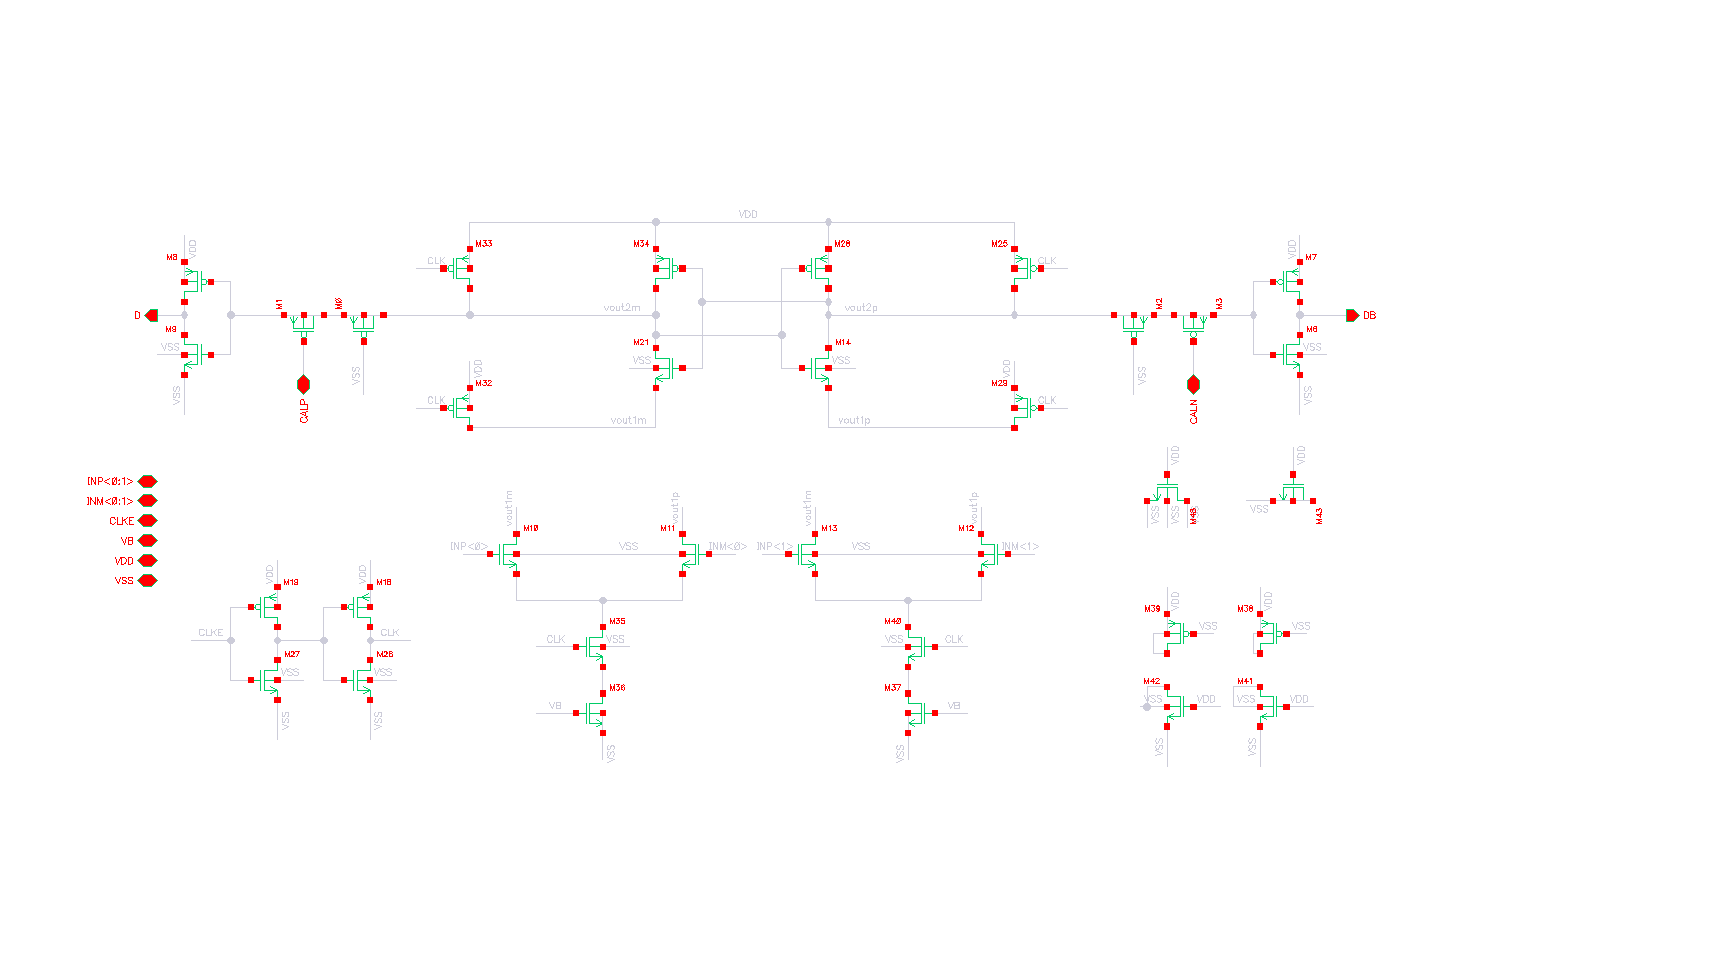 VDD
M33
M34
M28
M25
VDD
M8
M7
VDD
CLK
CLK
M1
M0
vout2m
vout2p
M2
M3
D
DB
M9
M21
M14
M6
VSS
VSS
VSS
VSS
VSS
VSS
VSS
VSS
M32
VDD
M29
VDD
CLK
CLK
CALP
CALN
vout1m
vout1p
VDD
VDD
INP<0:1>
INM<0:1>
CLKE
VB
VDD
VSS
vout1m
vout1p
vout1m
vout1p
VSS
VSS
VSS
M43
M10
M11
M13
M12
INP<0>
VSS
INM<0>
INP<1>
VSS
INM<1>
VDD
M19
VDD
M18
M39
VDD
M38
VDD
M35
M40
VSS
VSS
CLKE
CLK
CLK
VSS
VSS
CLK
M27
M26
VSS
VSS
M36
M37
M42
M41
VSS
VDD
VSS
VDD
VB
VB
VSS
VSS
VSS
VSS
VSS
VSS